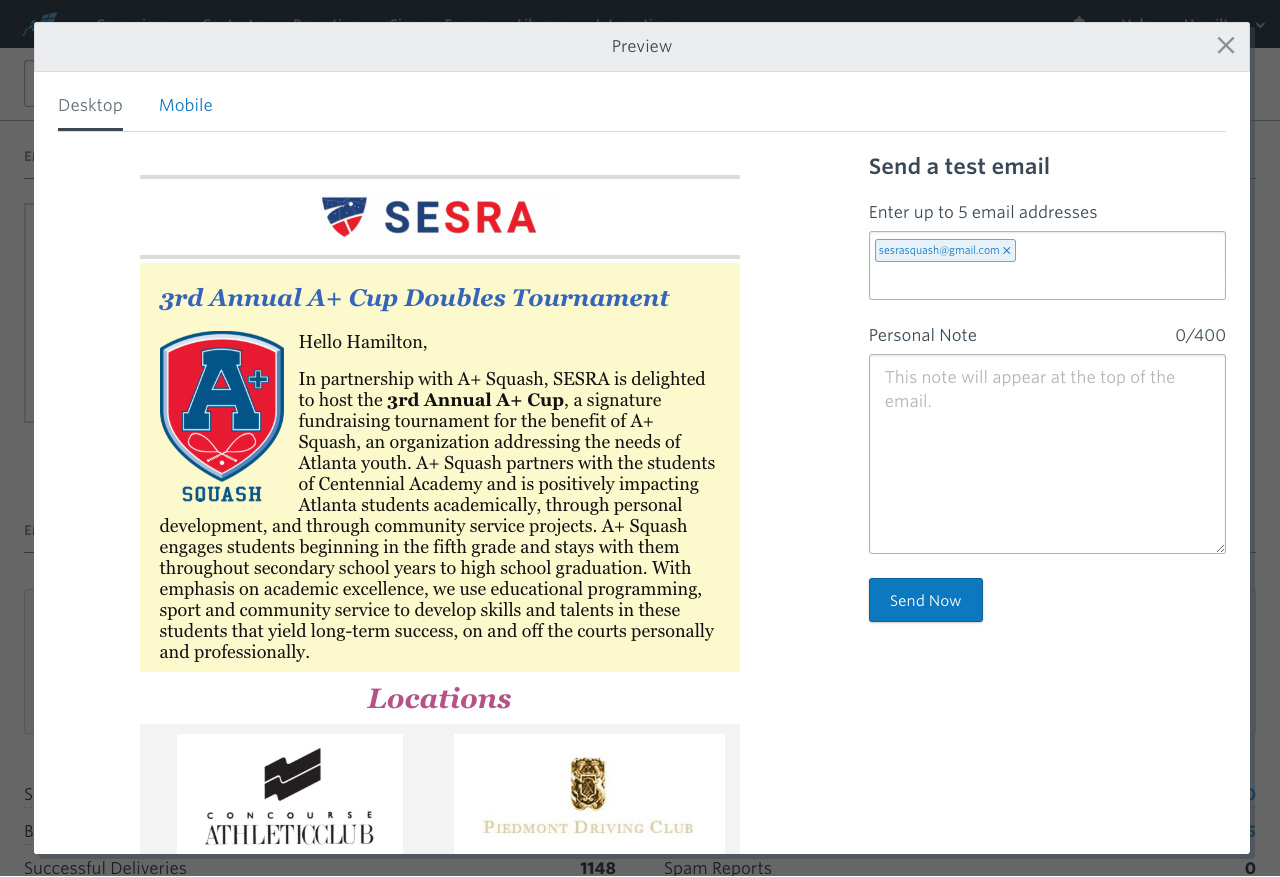 Preview
Desktop
Mobile
SESRA
3rd Annual A+ Cup Doubles Tournament
A+
SQUASH
Hello Hamilton,
In partnership with A+ Squash, SESRA is delighted
to host the 3rd Annual A+ Cup, a signature
fundraising tournament for the benefit of A+
Squash, an organization addressing the needs of
Atlanta youth. A+ Squash partners with the students
of Centennial Academy and is positively impacting
Atlanta students academically, through personal
development, and through community service projects. A+ Squash
engages students beginning in the fifth grade and stays with them
throughout secondary school years to high school graduation. With
emphasis on academic excellence, we use educational programming,
sport and community service to develop skills and talents in these
students that yield long-term success, on and off the courts personally
and professionally.
Locations
CONCOURSE
ATHLETICCLUB
PIEDMONT DRIVING CLUB
Send a test email
Enter up to 5 email addresses
sesrasquash@gmail.com ×
Personal Note 0/400
This note will appear at the top of the
email.
Send Now
Successful Deliveries 1148 Spam Reports 0